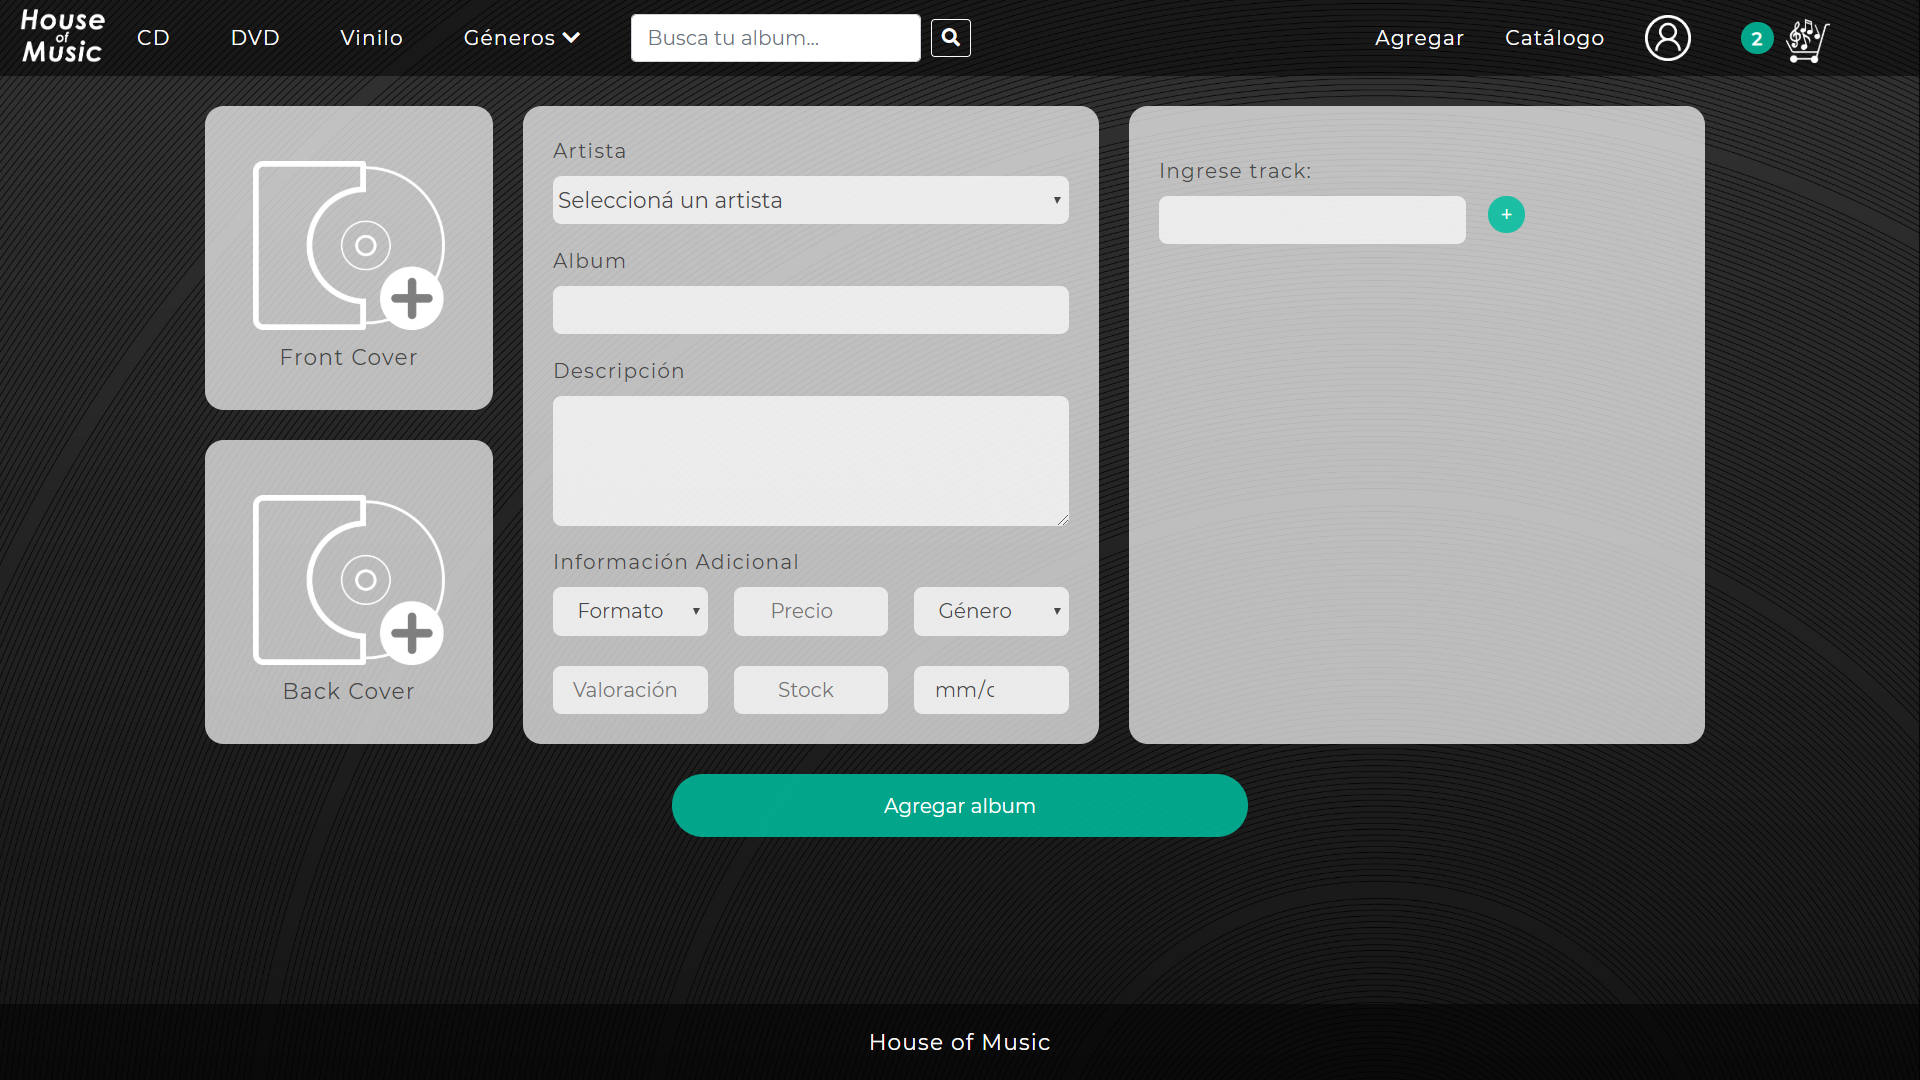 House
of
Music
CD
DVD
Vinilo
Géneros
Busca tu album...
Agregar
Catálogo
2
Front Cover
Back Cover
Artista
Seleccioná un artista
Album
Descripción
Información Adicional
Formato
Precio
Género
Valoración
Stock
mm/d
Ingrese track:
+
Agregar album
House of Music